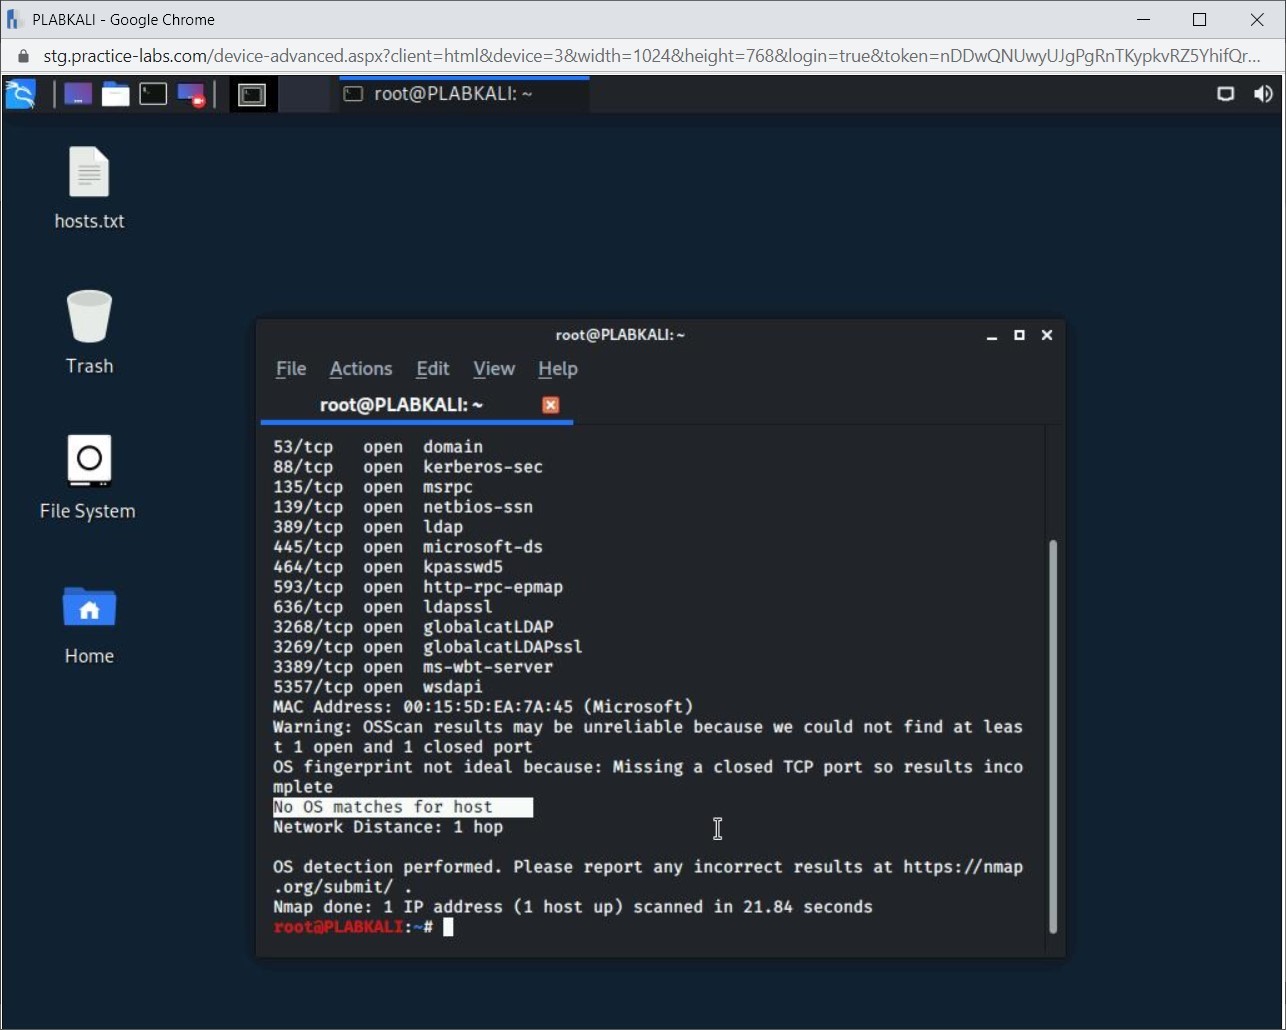 PLABKALI - Google Chrome
stg.practice-labs.com/device-advanced.aspx?client=html&device=3&width=1024&height=768&login=true&token=nDDwQNUwyUJgPgRnTKypkvRZ5YhifQr...
root@PLABKALI: ~
hosts.txt
Trash
File System
Home
root@PLABKALI: ~
File Actions Edit View Help
root@PLABKALI: ~
53/tcp open domain
88/tcp open kerberos-sec
135/tcp open msrpc
139/tcp open netbios-ssn
389/tcp open ldap
445/tcp open microsoft-ds
464/tcp open kpasswd5
593/tcp open http-rpc-epmap
636/tcp open ldapssl
3268/tcp open globalcatLDAP
3269/tcp open globalcatLDAPssl
3389/tcp open ms-wbt-server
5357/tcp open wsdapi
MAC Address: 00:15:5D:EA:7A:45 (Microsoft)
Warning: OSScan results may be unreliable because we could not find at leas
t 1 open and 1 closed port
OS fingerprint not ideal because: Missing a closed TCP port so results inco
mplete
No OS matches for host
Network Distance: 1 hop
OS detection performed. Please report any incorrect results at https://nmap
.org/submit/ .
Nmap done: 1 IP address (1 host up) scanned in 21.84 seconds
root@PLABKALI:~#